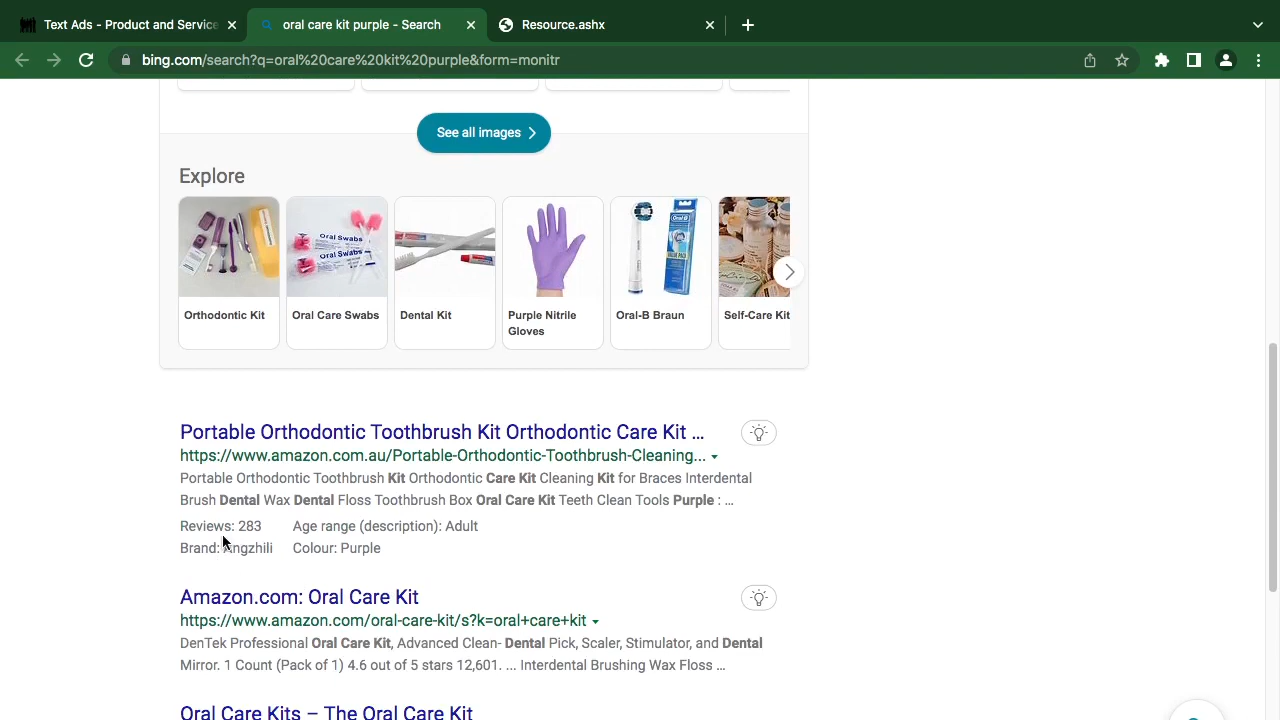 Text Ads - Product and Service
oral care kit purple - Search
Resource.ashx
bing.com/search?q=oral%20care%20kit%20purple&form=monitr
See all images
Explore
Oral Swabs
Oral Swabs
Oral-B
Orthodontic Kit
Oral Care Swabs
Dental Kit
Purple Nitrile
Gloves
Oral-B Braun
Self-Care Kit
Portable Orthodontic Toothbrush Kit Orthodontic Care Kit ...
https://www.amazon.com.au/Portable-Orthodontic-Toothbrush-Cleaning...
Portable Orthodontic Toothbrush Kit Orthodontic Care Kit Cleaning Kit for Braces Interdental
Brush Dental Wax Dental Floss Toothbrush Box Oral Care Kit Teeth Clean Tools Purple : ...
Reviews: 283 Age range (description): Adult
Brand: Angzhili Colour: Purple
Amazon.com: Oral Care Kit
https://www.amazon.com/oral-care-kit/s?k=oral+care+kit
DenTek Professional Oral Care Kit, Advanced Clean- Dental Pick, Scaler, Stimulator, and Dental
Mirror. 1 Count (Pack of 1) 4.6 out of 5 stars 12,601. ... Interdental Brushing Wax Floss ...
Oral Care Kits – The Oral Care Kit